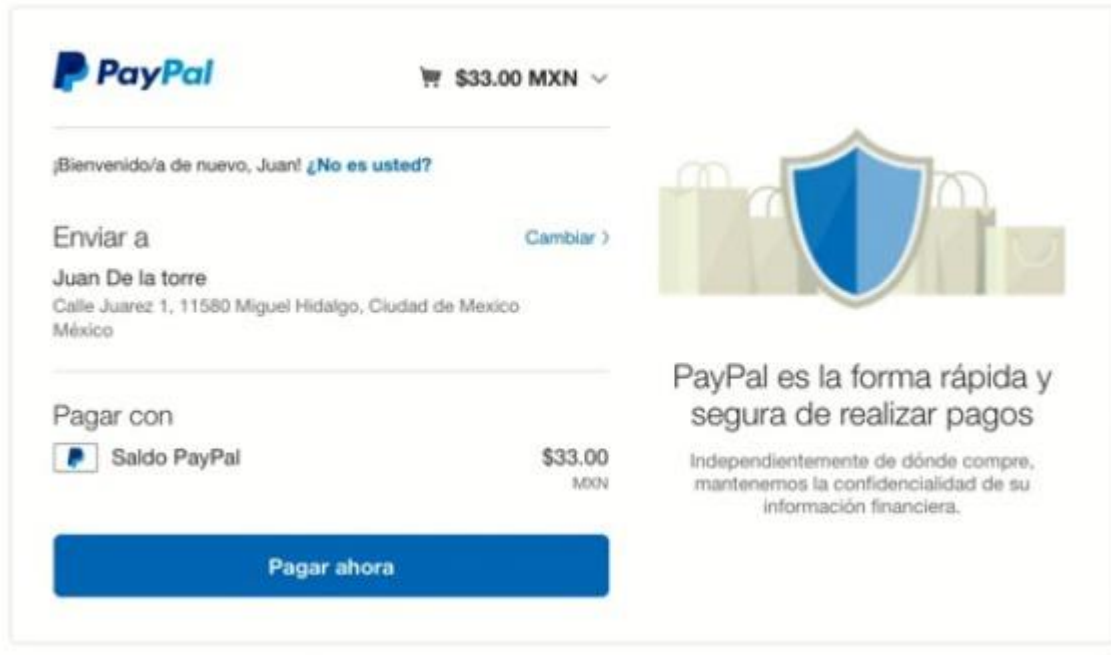 PayPal
$33.00 MXN
¡Bienvenido/a de nuevo, Juan! ¿No es usted?
Enviar a
Cambiar
Juan De la torre
Calle Juarez 1, 11580 Miguel Hidalgo, Ciudad de Mexico
México
Pagar con
Saldo PayPal
$33.00
MXN
Pagar ahora
PayPal es la forma rápida y
segura de realizar pagos
Independientemente de dónde compre,
mantenemos la confidencialidad de su
información financiera.